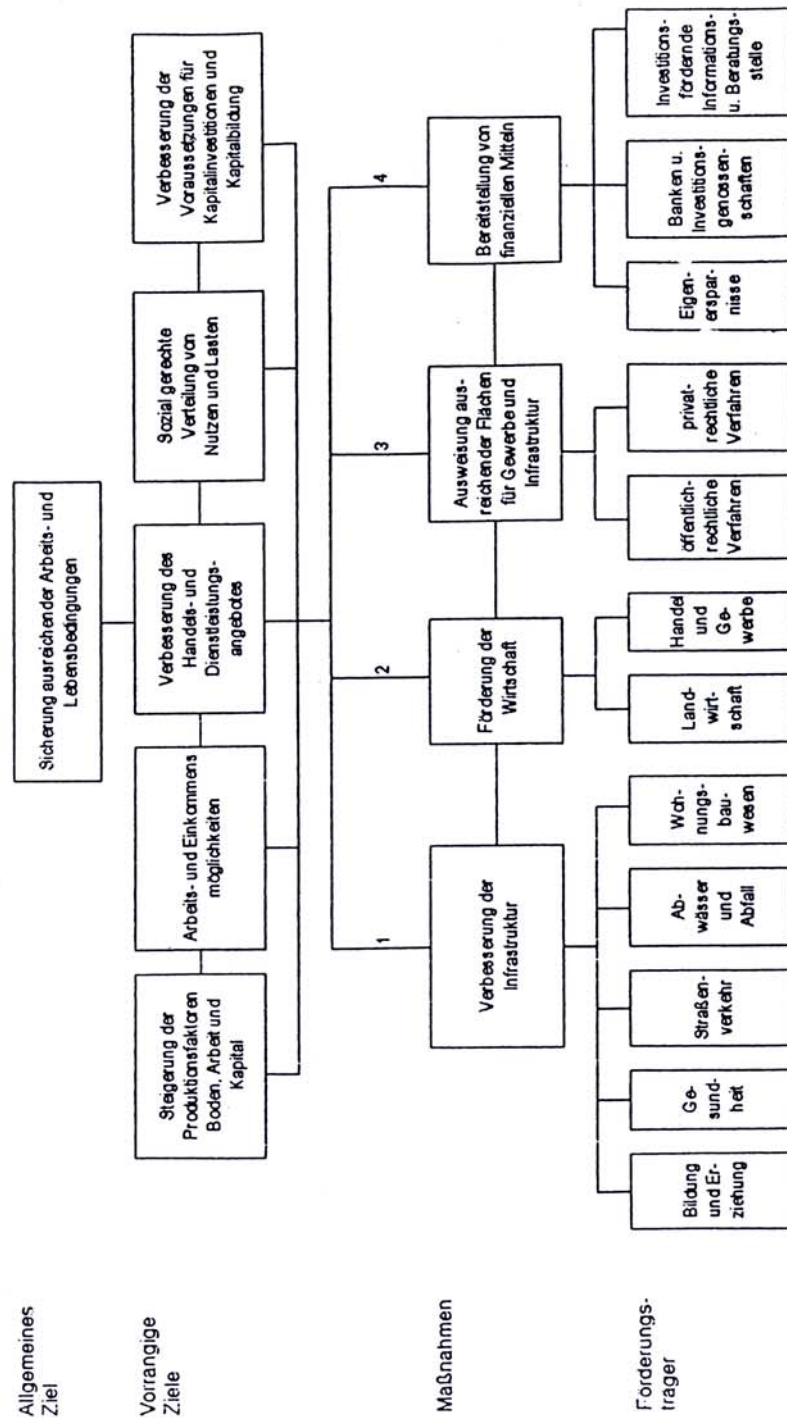 Allgemeines
Ziel
Sicherung ausreichender Arbeits- und
Lebensbedingungen
Vorrangige
Ziele
Steigerung der
Produktionsfaktoren
Boden, Arbeit und
Kapital
Arbeits- und Einkommens
möglichkeiten
Verbesserung des
Handels- und
Dienstleistungs-
angebotes
Sozial gerechte
Verteilung von
Nutzen und Lasten
Verbesserung der
Voraussetzungen für
Kapitalinvestitionen und
Kapitalbildung
1
2
3
4
Maßnahmen
Verbesserung der
Infrastruktur
Förderung der
Wirtschaft
Ausweisung aus-
reichender Flächen
für Gewerbe und
Infrastruktur
Bereitstellung von
finanziellen Mitteln
Förderungs-
trager
Bildung
und Er-
ziehung
Ge-
sund-
heit
Straßen-
verkehr
Ab-
wässer
und
Abfall
Woh-
nungs-
bau-
wesen
Land-
wirt-
schaft
Handel
und
Ge-
werbe
öffentlich-
rechtliche
Verfahren
privat-
rechtliche
Verfahren
Eigen-
erspar-
nisse
Banken u.
Investitions-
genossen-
schaften
Investitions-
fördernde
Informations-
u. Beratungs-
stelle